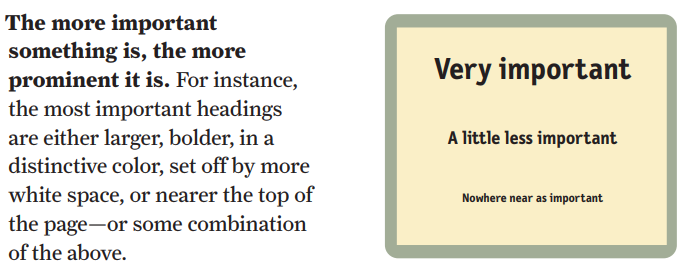 The more important
something is, the more
prominent it is. For instance,
the most important headings
are either larger, bolder, in a
distinctive color, set off by more
white space, or nearer the top of
the page—or some combination
of the above.
Very important
A little less important
Nowhere near as important